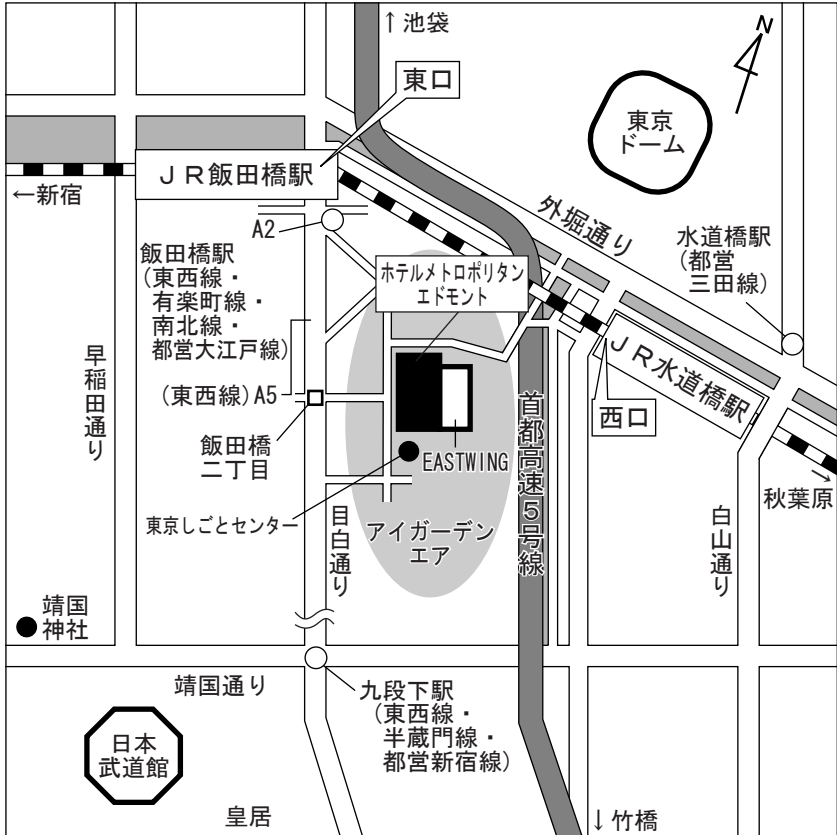 ↑池袋
N
東口
東京
ドーム
JR飯田橋駅
←新宿
外堀通り
A2
水道橋駅
(都営
三田線)
飯田橋駅
(東西線・
有楽町線・
南北線・
都営大江戸線)
ホテルメトロポリタン
エドモント
早稲田通り
JR水道橋駅
(東西線)A5
西口
首都高速5号線
飯田橋
二丁目
EASTWING
→
秋葉原
東京しごとセンター
目白通り
アイガーデン
エア
白山通り
靖国
神社
靖国通り
九段下駅
(東西線・
半蔵門線・
都営新宿線)
日本
武道館
皇居
↓竹橋